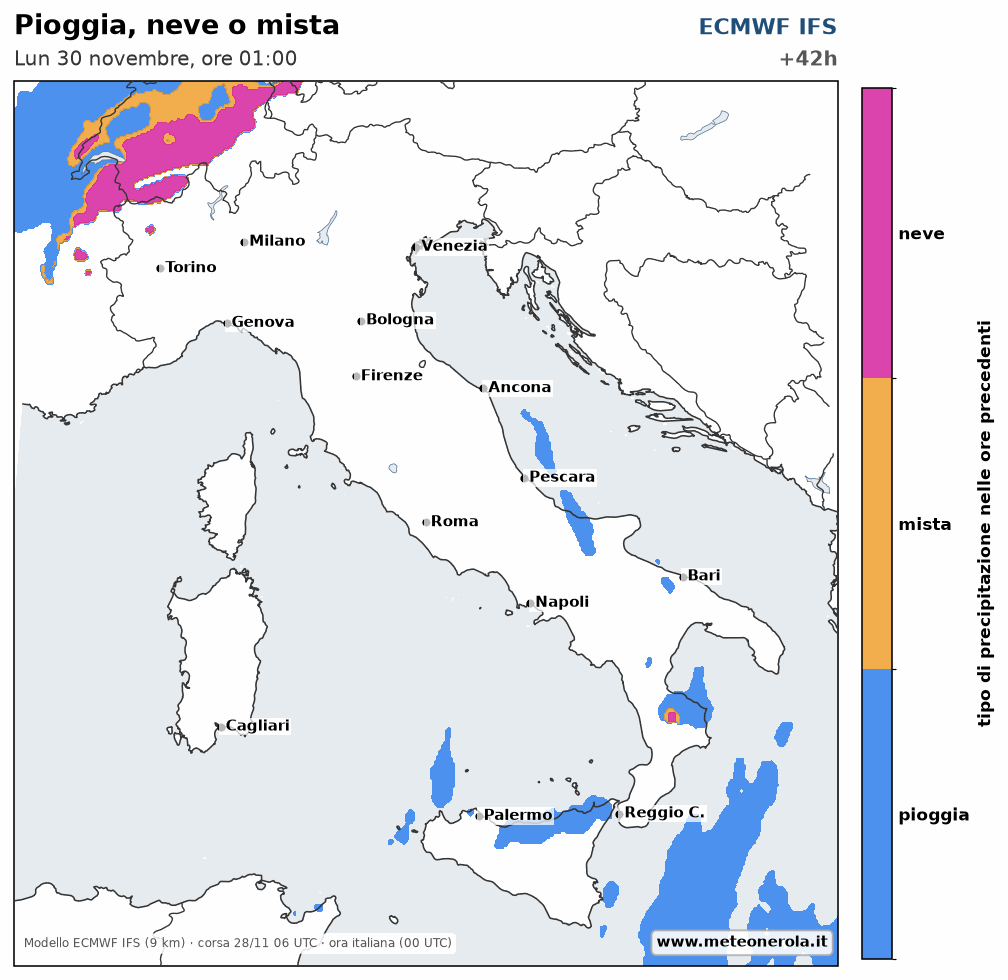 Pioggia, neve o mista
ECMWF IFS
Lun 30 novembre, ore 01:00
+42h
neve
Milano
Venezia
Torino
Genova
Bologna
Firenze
Ancona
Pescara
mista
Roma
Bari
Napoli
tipo di precipitazione nelle ore precedenti
Cagliari
Palermo
Reggio C.
pioggia
Modello ECMWF IFS (9 km) · corsa 28/11 06 UTC · ora italiana (00 UTC)
www.meteonerola.it